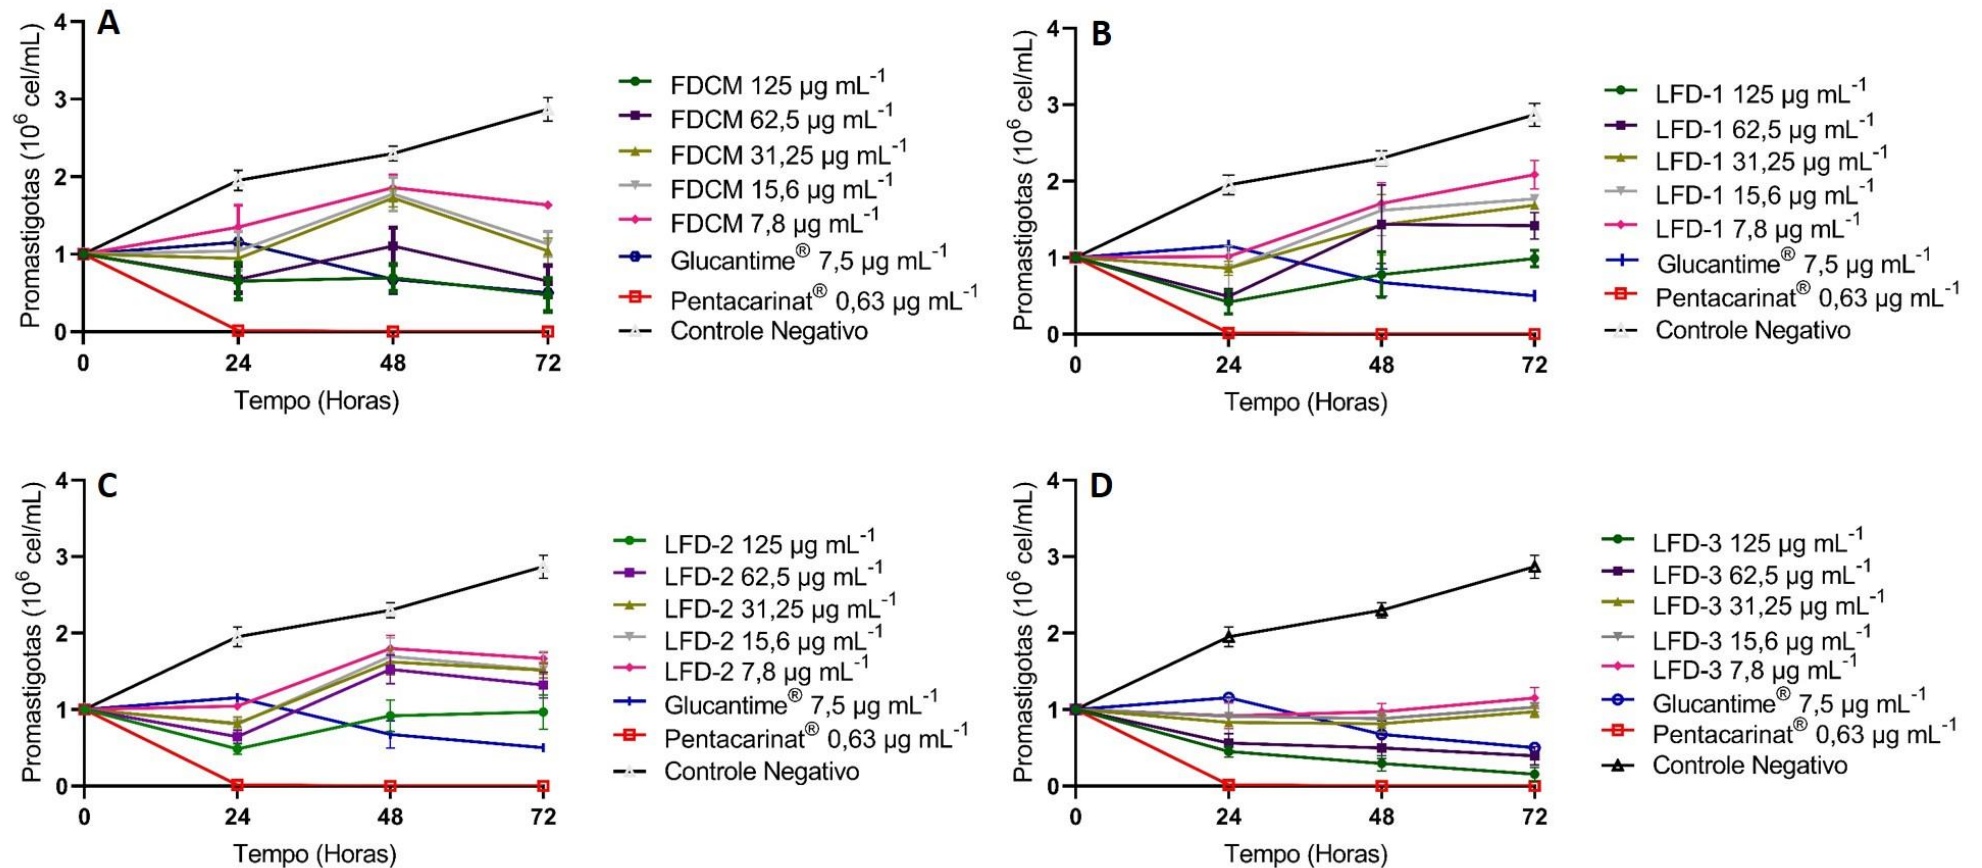 A
Promastigotas (10⁶ cel/mL)
4
3
2
1
0
0 24 48 72
Tempo (Horas)
FDCM 125 µg mL⁻¹
FDCM 62,5 µg mL⁻¹
FDCM 31,25 µg mL⁻¹
FDCM 15,6 µg mL⁻¹
FDCM 7,8 µg mL⁻¹
Glucantime® 7,5 µg mL⁻¹
Pentacarinat® 0,63 µg mL⁻¹
Controle Negativo
B
Promastigotas (10⁶ cel/mL)
4
3
2
1
0
0 24 48 72
Tempo (Horas)
LFD-1 125 µg mL⁻¹
LFD-1 62,5 µg mL⁻¹
LFD-1 31,25 µg mL⁻¹
LFD-1 15,6 µg mL⁻¹
LFD-1 7,8 µg mL⁻¹
Glucantime® 7,5 µg mL⁻¹
Pentacarinat® 0,63 µg mL⁻¹
Controle Negativo
C
Promastigotas (10⁶ cel/mL)
4
3
2
1
0
0 24 48 72
Tempo (Horas)
LFD-2 125 µg mL⁻¹
LFD-2 62,5 µg mL⁻¹
LFD-2 31,25 µg mL⁻¹
LFD-2 15,6 µg mL⁻¹
LFD-2 7,8 µg mL⁻¹
Glucantime® 7,5 µg mL⁻¹
Pentacarinat® 0,63 µg mL⁻¹
Controle Negativo
D
Promastigotas (10⁶ cel/mL)
4
3
2
1
0
0 24 48 72
Tempo (Horas)
LFD-3 125 µg mL⁻¹
LFD-3 62,5 µg mL⁻¹
LFD-3 31,25 µg mL⁻¹
LFD-3 15,6 µg mL⁻¹
LFD-3 7,8 µg mL⁻¹
Glucantime® 7,5 µg mL⁻¹
Pentacarinat® 0,63 µg mL⁻¹
Controle Negativo